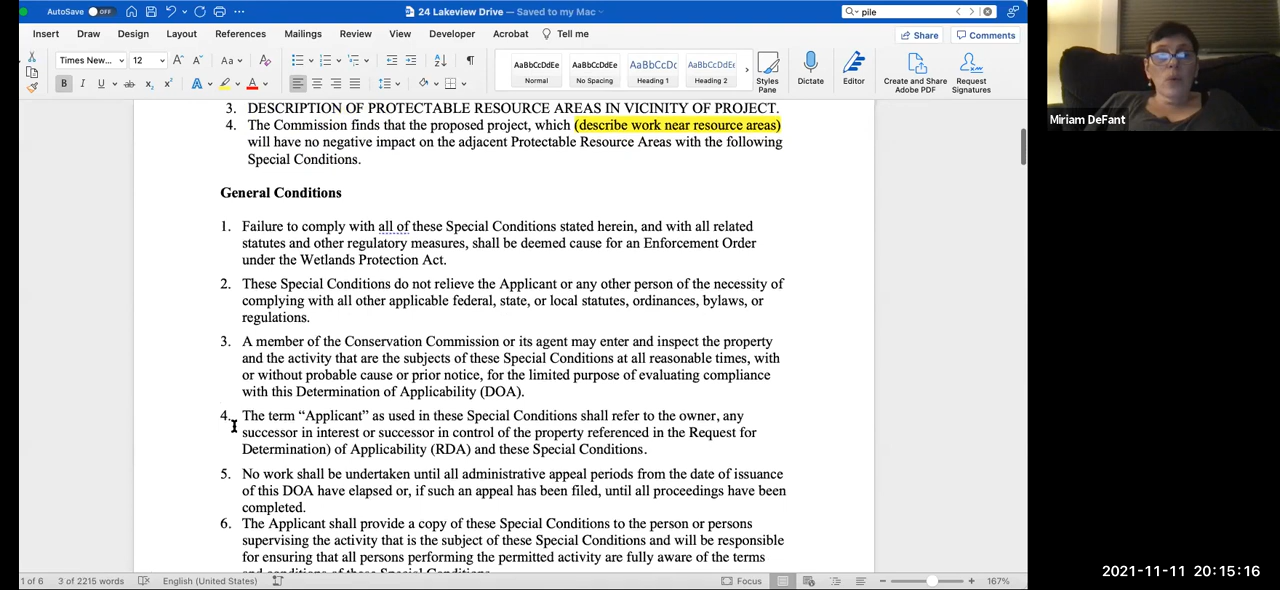 AutoSave OFF 24 Lakeview Drive — Saved to my Mac pile
Insert Draw Design Layout References Mailings Review View Developer Acrobat Tell me Share Comments
Times New... 12 Aa AaBbCcDdEe AaBbCcDdEe AaBbCcDc AaBbCcDdEe
Normal No Spacing Heading 1 Heading 2 Styles Pane Dictate Editor Create and Share Adobe PDF Request Signatures
3. DESCRIPTION OF PROTECTABLE RESOURCE AREAS IN VICINITY OF PROJECT.
4. The Commission finds that the proposed project, which (describe work near resource areas)
will have no negative impact on the adjacent Protectable Resource Areas with the following
Special Conditions.
General Conditions
1. Failure to comply with all of these Special Conditions stated herein, and with all related
statutes and other regulatory measures, shall be deemed cause for an Enforcement Order
under the Wetlands Protection Act.
2. These Special Conditions do not relieve the Applicant or any other person of the necessity of
complying with all other applicable federal, state, or local statutes, ordinances, bylaws, or
regulations.
3. A member of the Conservation Commission or its agent may enter and inspect the property
and the activity that are the subjects of these Special Conditions at all reasonable times, with
or without probable cause or prior notice, for the limited purpose of evaluating compliance
with this Determination of Applicability (DOA).
4. The term “Applicant” as used in these Special Conditions shall refer to the owner, any
successor in interest or successor in control of the property referenced in the Request for
Determination) of Applicability (RDA) and these Special Conditions.
5. No work shall be undertaken until all administrative appeal periods from the date of issuance
of this DOA have elapsed or, if such an appeal has been filed, until all proceedings have been
completed.
6. The Applicant shall provide a copy of these Special Conditions to the person or persons
supervising the activity that is the subject of these Special Conditions and will be responsible
for ensuring that all persons performing the permitted activity are fully aware of the terms
and conditions of these Special Conditions.
1 of 6 3 of 2215 words English (United States) Focus 167%
Miriam DeFant
2021-11-11 20:15:16